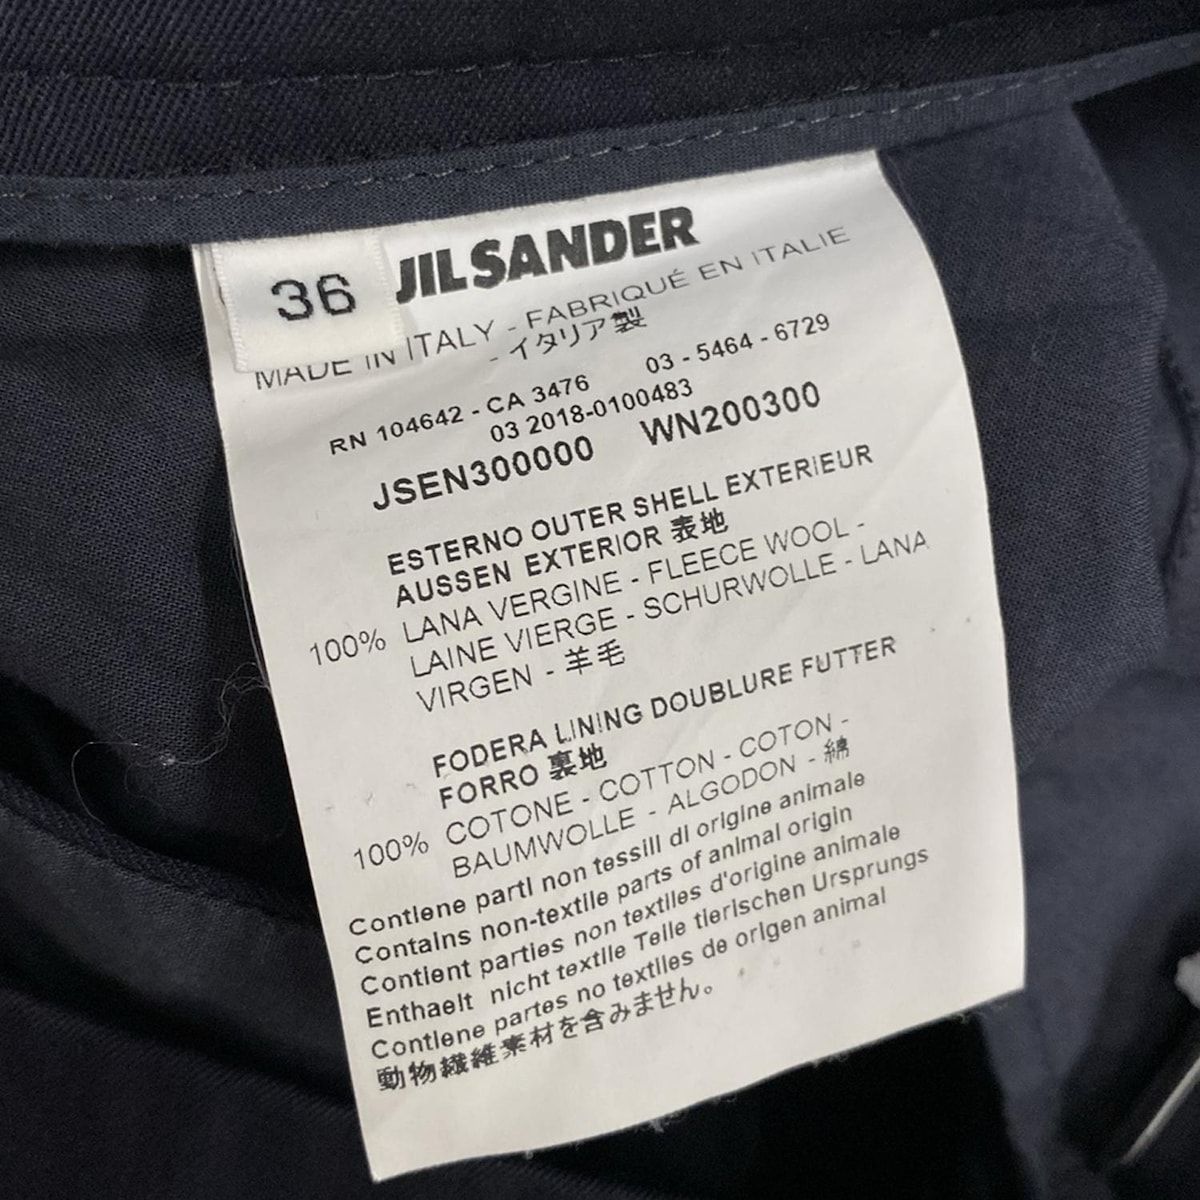 36
JIL SANDER
MADE IN ITALY - FABRIQUÉ EN ITALIE
- イタリア製
RN 104642 - CA 3476 03 - 5464 - 6729
03 2018-0100483
JSEN300000 WN200300
ESTERNO OUTER SHELL EXTERIEUR
AUSSEN EXTERIOR 表地
100% LANA VERGINE - FLEECE WOOL -
LAINE VIERGE - SCHURWOLLE - LANA
VIRGEN - 羊毛
FODERA LINING DOUBLURE FUTTER
FORRO 裏地
100% COTONE - COTTON - COTON -
BAUMWOLLE - ALGODON - 綿
Contiene parti non tessili di origine animale
Contains non-textile parts of animal origin
Contient parties non textiles d'origine animale
Enthaelt nicht textile Teile tierischen Ursprungs
Contiene partes no textiles de origen animal
動物繊維素材を含みません。